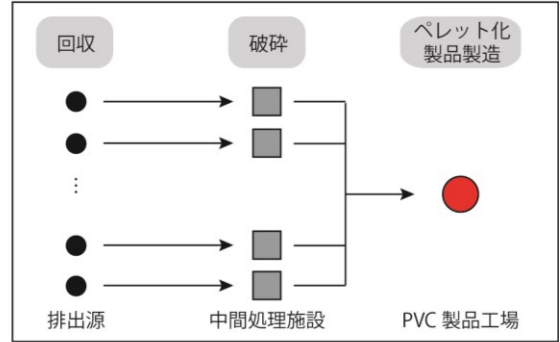 回収
破砕
ペレット化
製品製造
⋮
排出源
中間処理施設
PVC 製品工場